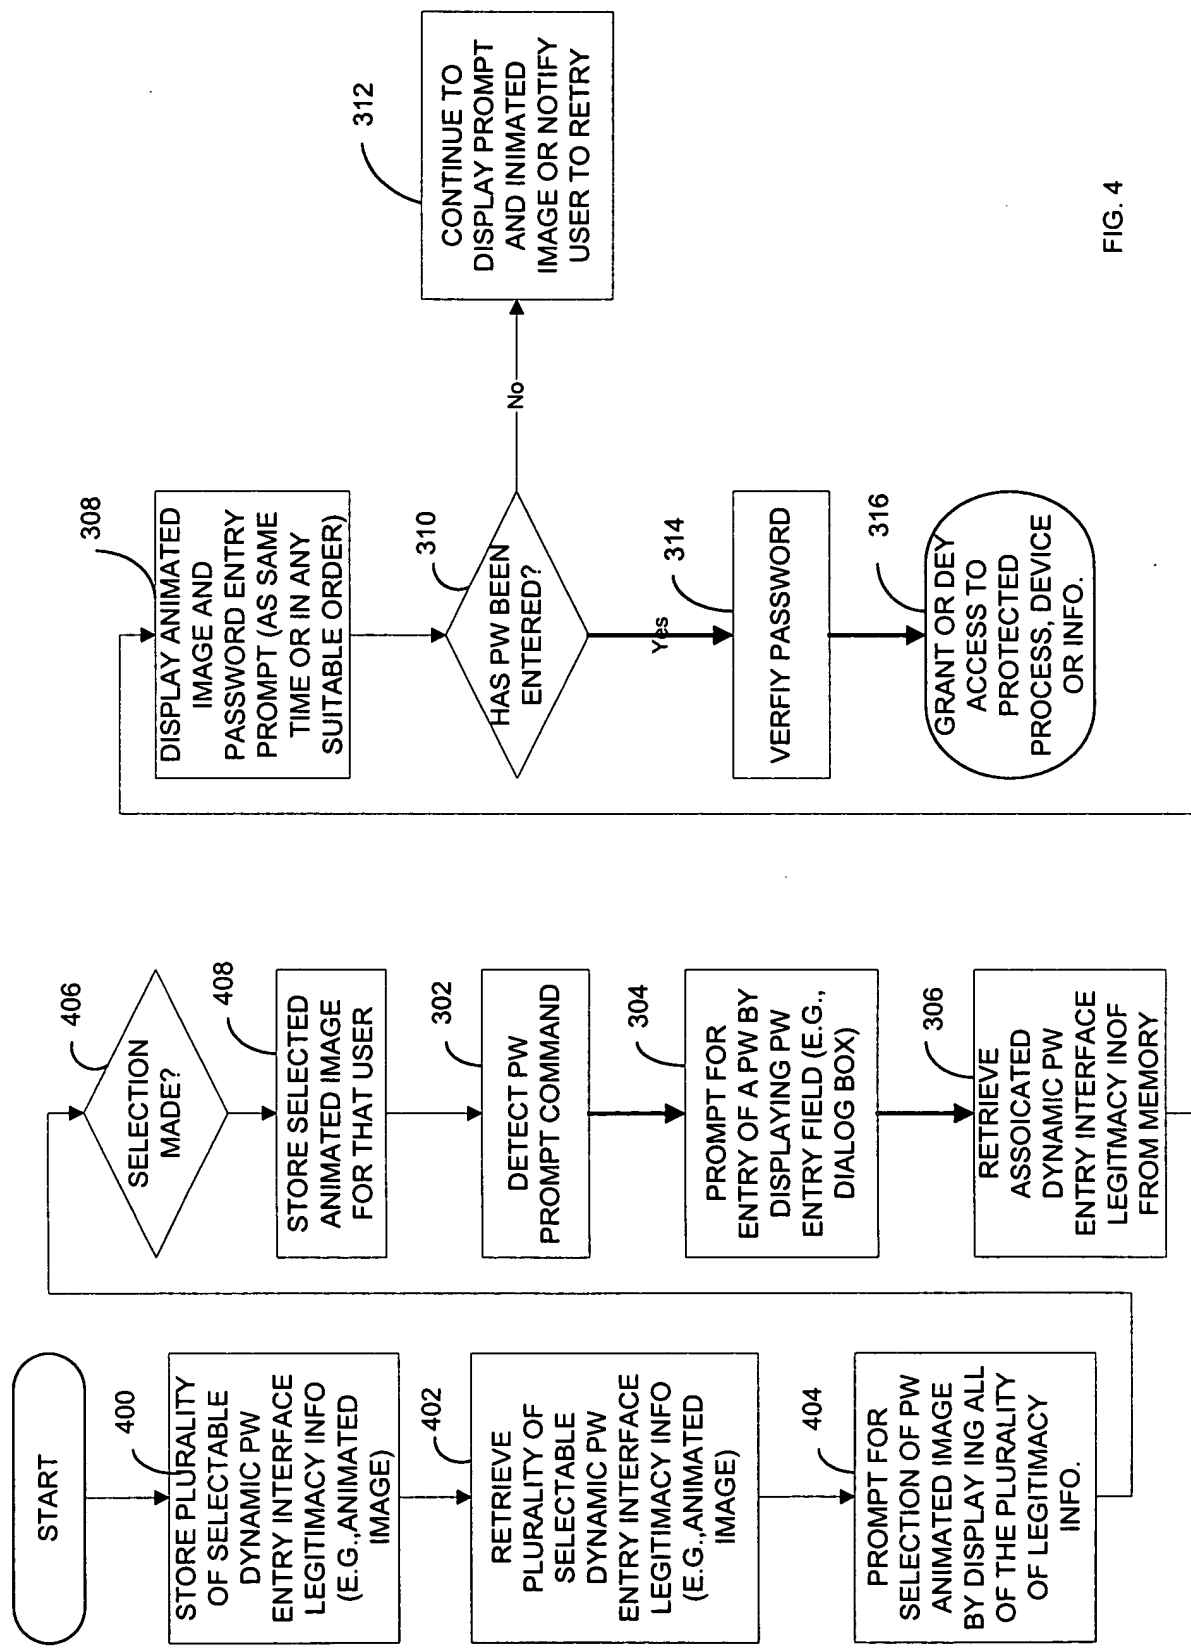 START
400
STORE PLURALITY
OF SELECTABLE
DYNAMIC PW
ENTRY INTERFACE
LEGITIMACY INFO
(E.G.,ANIMATED
IMAGE)
402
RETRIEVE
PLURALITY OF
SELECTABLE
DYNAMIC PW
ENTRY INTERFACE
LEGITIMACY INFO
(E.G.,ANIMATED
IMAGE)
404
PROMPT FOR
SELECTION OF PW
ANIMATED IMAGE
BY DISPLAY ING ALL
OF THE PLURALITY
OF LEGITIMACY
INFO.
406
SELECTION
MADE?
408
STORE SELECTED
ANIMATED IMAGE
FOR THAT USER
302
DETECT PW
PROMPT COMMAND
304
PROMPT FOR
ENTRY OF A PW BY
DISPLAYING PW
ENTRY FIELD (E.G.,
DIALOG BOX)
306
RETRIEVE
ASSOICATED
DYNAMIC PW
ENTRY INTERFACE
LEGITMACY INOF
FROM MEMORY
308
DISPLAY ANIMATED
IMAGE AND
PASSWORD ENTRY
PROMPT (AS SAME
TIME OR IN ANY
SUITABLE ORDER)
310
HAS PW BEEN
ENTERED?
No
312
CONTINUE TO
DISPLAY PROMPT
AND INIMATED
IMAGE OR NOTIFY
USER TO RETRY
Yes
314
VERFIY PASSWORD
316
GRANT OR DEY
ACCESS TO
PROTECTED
PROCESS, DEVICE
OR INFO.
FIG. 4